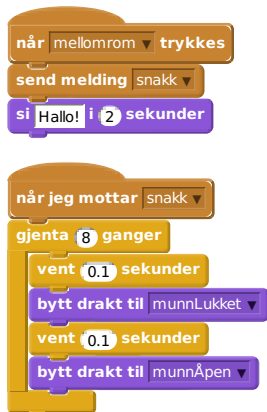 når mellomrom trykkes
send melding snakk
si Hallo! i 2 sekunder
når jeg mottar snakk
gjenta 8 ganger
vent 0.1 sekunder
bytt drakt til munnLukket
vent 0.1 sekunder
bytt drakt til munnÅpen